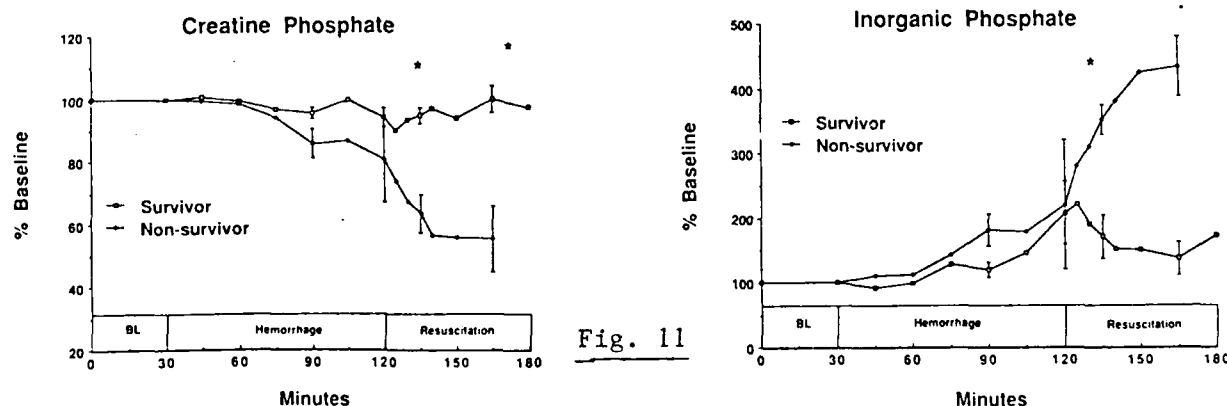 Creatine Phosphate
120
100
80
60
40
20
% Baseline
* *
Survivor
Non-survivor
BL Hemorrhage Resuscitation
0 30 60 90 120 150 180
Minutes
Fig. 11
Inorganic Phosphate
500
400
300
200
100
0
% Baseline
*
Survivor
Non-survivor
BL Hemorrhage Resuscitation
0 30 60 90 120 150 180
Minutes